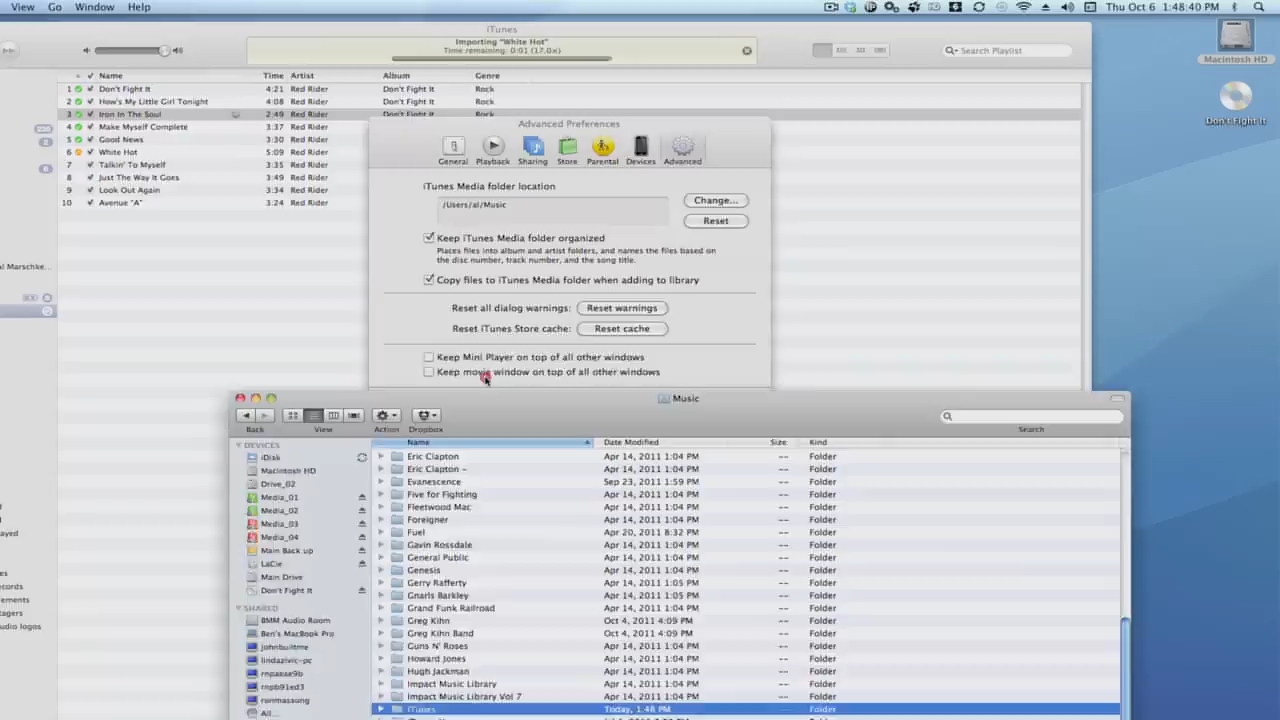 View Go Window Help Thu Oct 6 1:48:40 PM
iTunes
Importing "White Hot"
Time remaining: 0:01 (17.0x)
Search Playlist
Macintosh HD
Name Time Artist Album Genre
1 Don't Fight It 4:21 Red Rider Don't Fight It Rock
2 How's My Little Girl Tonight 4:08 Red Rider Don't Fight It Rock
3 Iron In The Soul 2:49 Red Rider Don't Fight It Rock
Don't Fight It
4 Make Myself Complete 3:37 Red Rider
5 Good News 3:30 Red Rider
6 White Hot 5:09 Red Rider
7 Talkin' To Myself 3:35 Red Rider
8 Just The Way It Goes 3:49 Red Rider
9 Look Out Again 3:34 Red Rider
10 Avenue "A" 3:24 Red Rider
al Marschke...
Advanced Preferences
General Playback Sharing Store Parental Devices Advanced
iTunes Media folder location
/Users/al/Music
Change...
Reset
Keep iTunes Media folder organized
Places files into album and artist folders, and names the files based on
the disc number, track number, and the song title.
Copy files to iTunes Media folder when adding to library
Reset all dialog warnings: Reset warnings
Reset iTunes Store cache: Reset cache
Keep Mini Player on top of all other windows
Keep movie window on top of all other windows
Music
Back View Action Dropbox Search
DEVICES
iDisk
Macintosh HD
Drive_02
Media_01
Media_02
Media_03
Media_04
Main Back up
LaCie
Main Drive
Don't Fight It
SHARED
BMM Audio Room
Ben's MacBook Pro
johnbuiltme
lindazivic-pc
rnpaeae9b
rnpb91ed3
ronmassong
All...
Name Date Modified Size Kind
Eric Clapton Apr 14, 2011 1:04 PM -- Folder
Eric Clapton - Apr 14, 2011 1:04 PM -- Folder
Evanescence Sep 23, 2011 1:59 PM -- Folder
Five for Fighting Apr 14, 2011 1:04 PM -- Folder
Fleetwood Mac Apr 14, 2011 1:04 PM -- Folder
Foreigner Apr 14, 2011 1:04 PM -- Folder
Fuel Apr 20, 2011 8:32 PM -- Folder
Gavin Rossdale Apr 14, 2011 1:04 PM -- Folder
General Public Apr 14, 2011 1:04 PM -- Folder
Genesis Apr 14, 2011 1:04 PM -- Folder
Gerry Rafferty Apr 14, 2011 1:05 PM -- Folder
Gnarls Barkley Apr 14, 2011 1:05 PM -- Folder
Grand Funk Railroad Apr 14, 2011 1:04 PM -- Folder
Greg Kihn Oct 4, 2011 4:09 PM -- Folder
Greg Kihn Band Oct 4, 2011 4:09 PM -- Folder
Guns N' Roses Apr 14, 2011 1:04 PM -- Folder
Howard Jones Apr 14, 2011 1:04 PM -- Folder
Hugh Jackman Apr 14, 2011 1:04 PM -- Folder
Impact Music Library Apr 14, 2011 1:04 PM -- Folder
Impact Music Library Vol 7 Apr 14, 2011 1:04 PM -- Folder
iTunes Today, 1:48 PM -- Folder